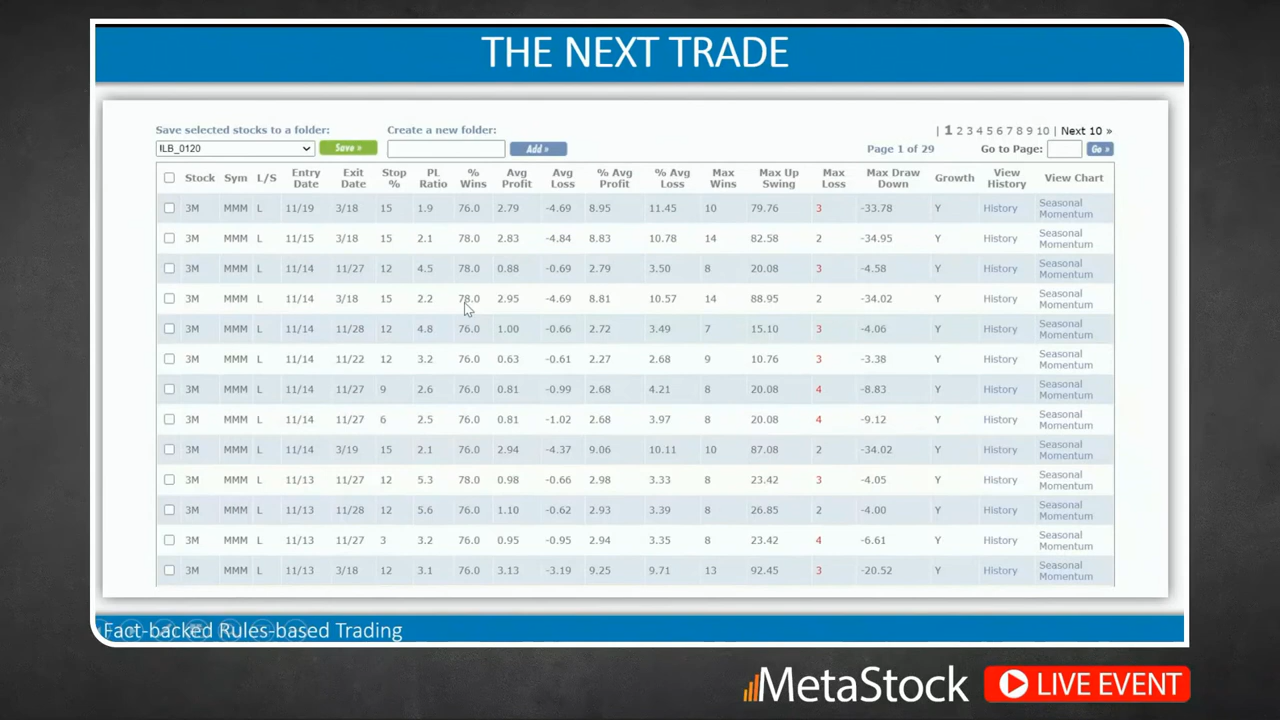 THE NEXT TRADE
Save selected stocks to a folder: Create a new folder: | 1 2 3 4 5 6 7 8 9 10 | Next 10 »
!LB_0120 Save » Add » Page 1 of 29 Go to Page: Go »
Stock Sym L/S Entry Date Exit Date Stop % PL Ratio % Wins Avg Profit Avg Loss % Avg Profit % Avg Loss Max Wins Max Up Swing Max Loss Max Draw Down Growth View History View Chart
3M MMM L 11/19 3/18 15 1.9 76.0 2.79 -4.69 8.95 11.45 10 79.76 3 -33.78 Y History Seasonal Momentum
3M MMM L 11/15 3/18 15 2.1 78.0 2.83 -4.84 8.83 10.78 14 82.58 2 -34.95 Y History Seasonal Momentum
3M MMM L 11/14 11/27 12 4.5 78.0 0.88 -0.69 2.79 3.50 8 20.08 3 -4.58 Y History Seasonal Momentum
3M MMM L 11/14 3/18 15 2.2 78.0 2.95 -4.69 8.81 10.57 14 88.95 2 -34.02 Y History Seasonal Momentum
3M MMM L 11/14 11/28 12 4.8 76.0 1.00 -0.66 2.72 3.49 7 15.10 3 -4.06 Y History Seasonal Momentum
3M MMM L 11/14 11/22 12 3.2 76.0 0.63 -0.61 2.27 2.68 9 10.76 3 -3.38 Y History Seasonal Momentum
3M MMM L 11/14 11/27 9 2.6 76.0 0.81 -0.99 2.68 4.21 8 20.08 4 -8.83 Y History Seasonal Momentum
3M MMM L 11/14 11/27 6 2.5 76.0 0.81 -1.02 2.68 3.97 8 20.08 4 -9.12 Y History Seasonal Momentum
3M MMM L 11/14 3/19 15 2.1 76.0 2.94 -4.37 9.06 10.11 10 87.08 2 -34.02 Y History Seasonal Momentum
3M MMM L 11/13 11/27 12 5.3 78.0 0.98 -0.66 2.98 3.33 8 23.42 3 -4.05 Y History Seasonal Momentum
3M MMM L 11/13 11/28 12 5.6 76.0 1.10 -0.62 2.93 3.39 8 26.85 2 -4.00 Y History Seasonal Momentum
3M MMM L 11/13 11/27 3 3.2 76.0 0.95 -0.95 2.94 3.35 8 23.42 4 -6.61 Y History Seasonal Momentum
3M MMM L 11/13 3/18 12 3.1 76.0 3.13 -3.19 9.25 9.71 13 92.45 3 -20.52 Y History Seasonal Momentum
Fact-backed Rules-based Trading
MetaStock LIVE EVENT